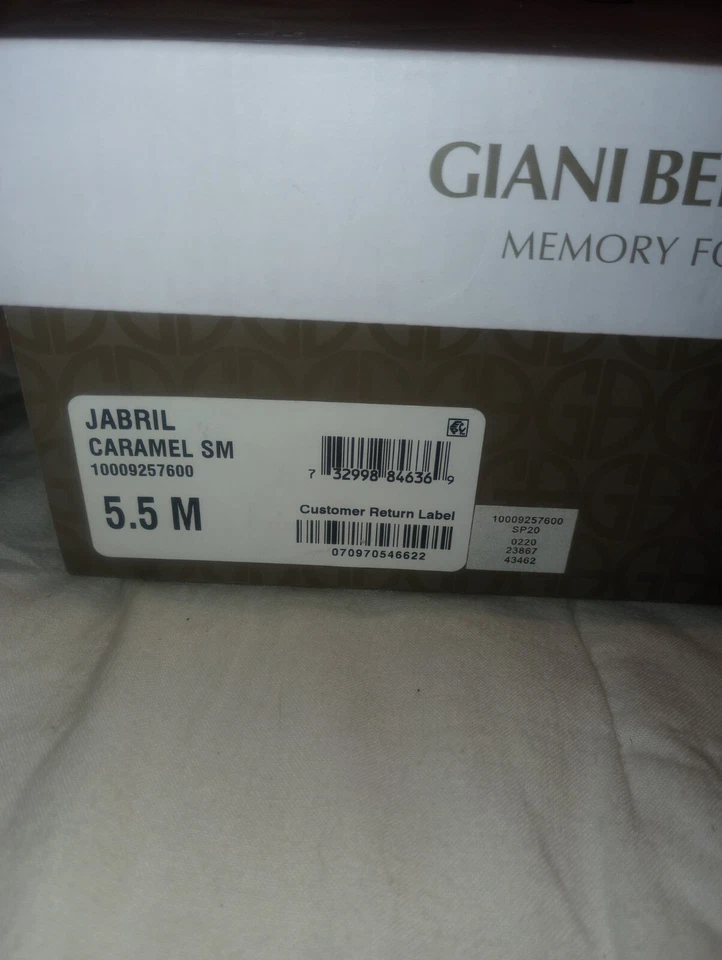 GIANI BE
MEMORY FO
JABRIL
CARAMEL SM
10009257600
5.5 M
7 32998 84636 9
Customer Return Label
070970546622
10009257600
SP20
0220
23867
43462